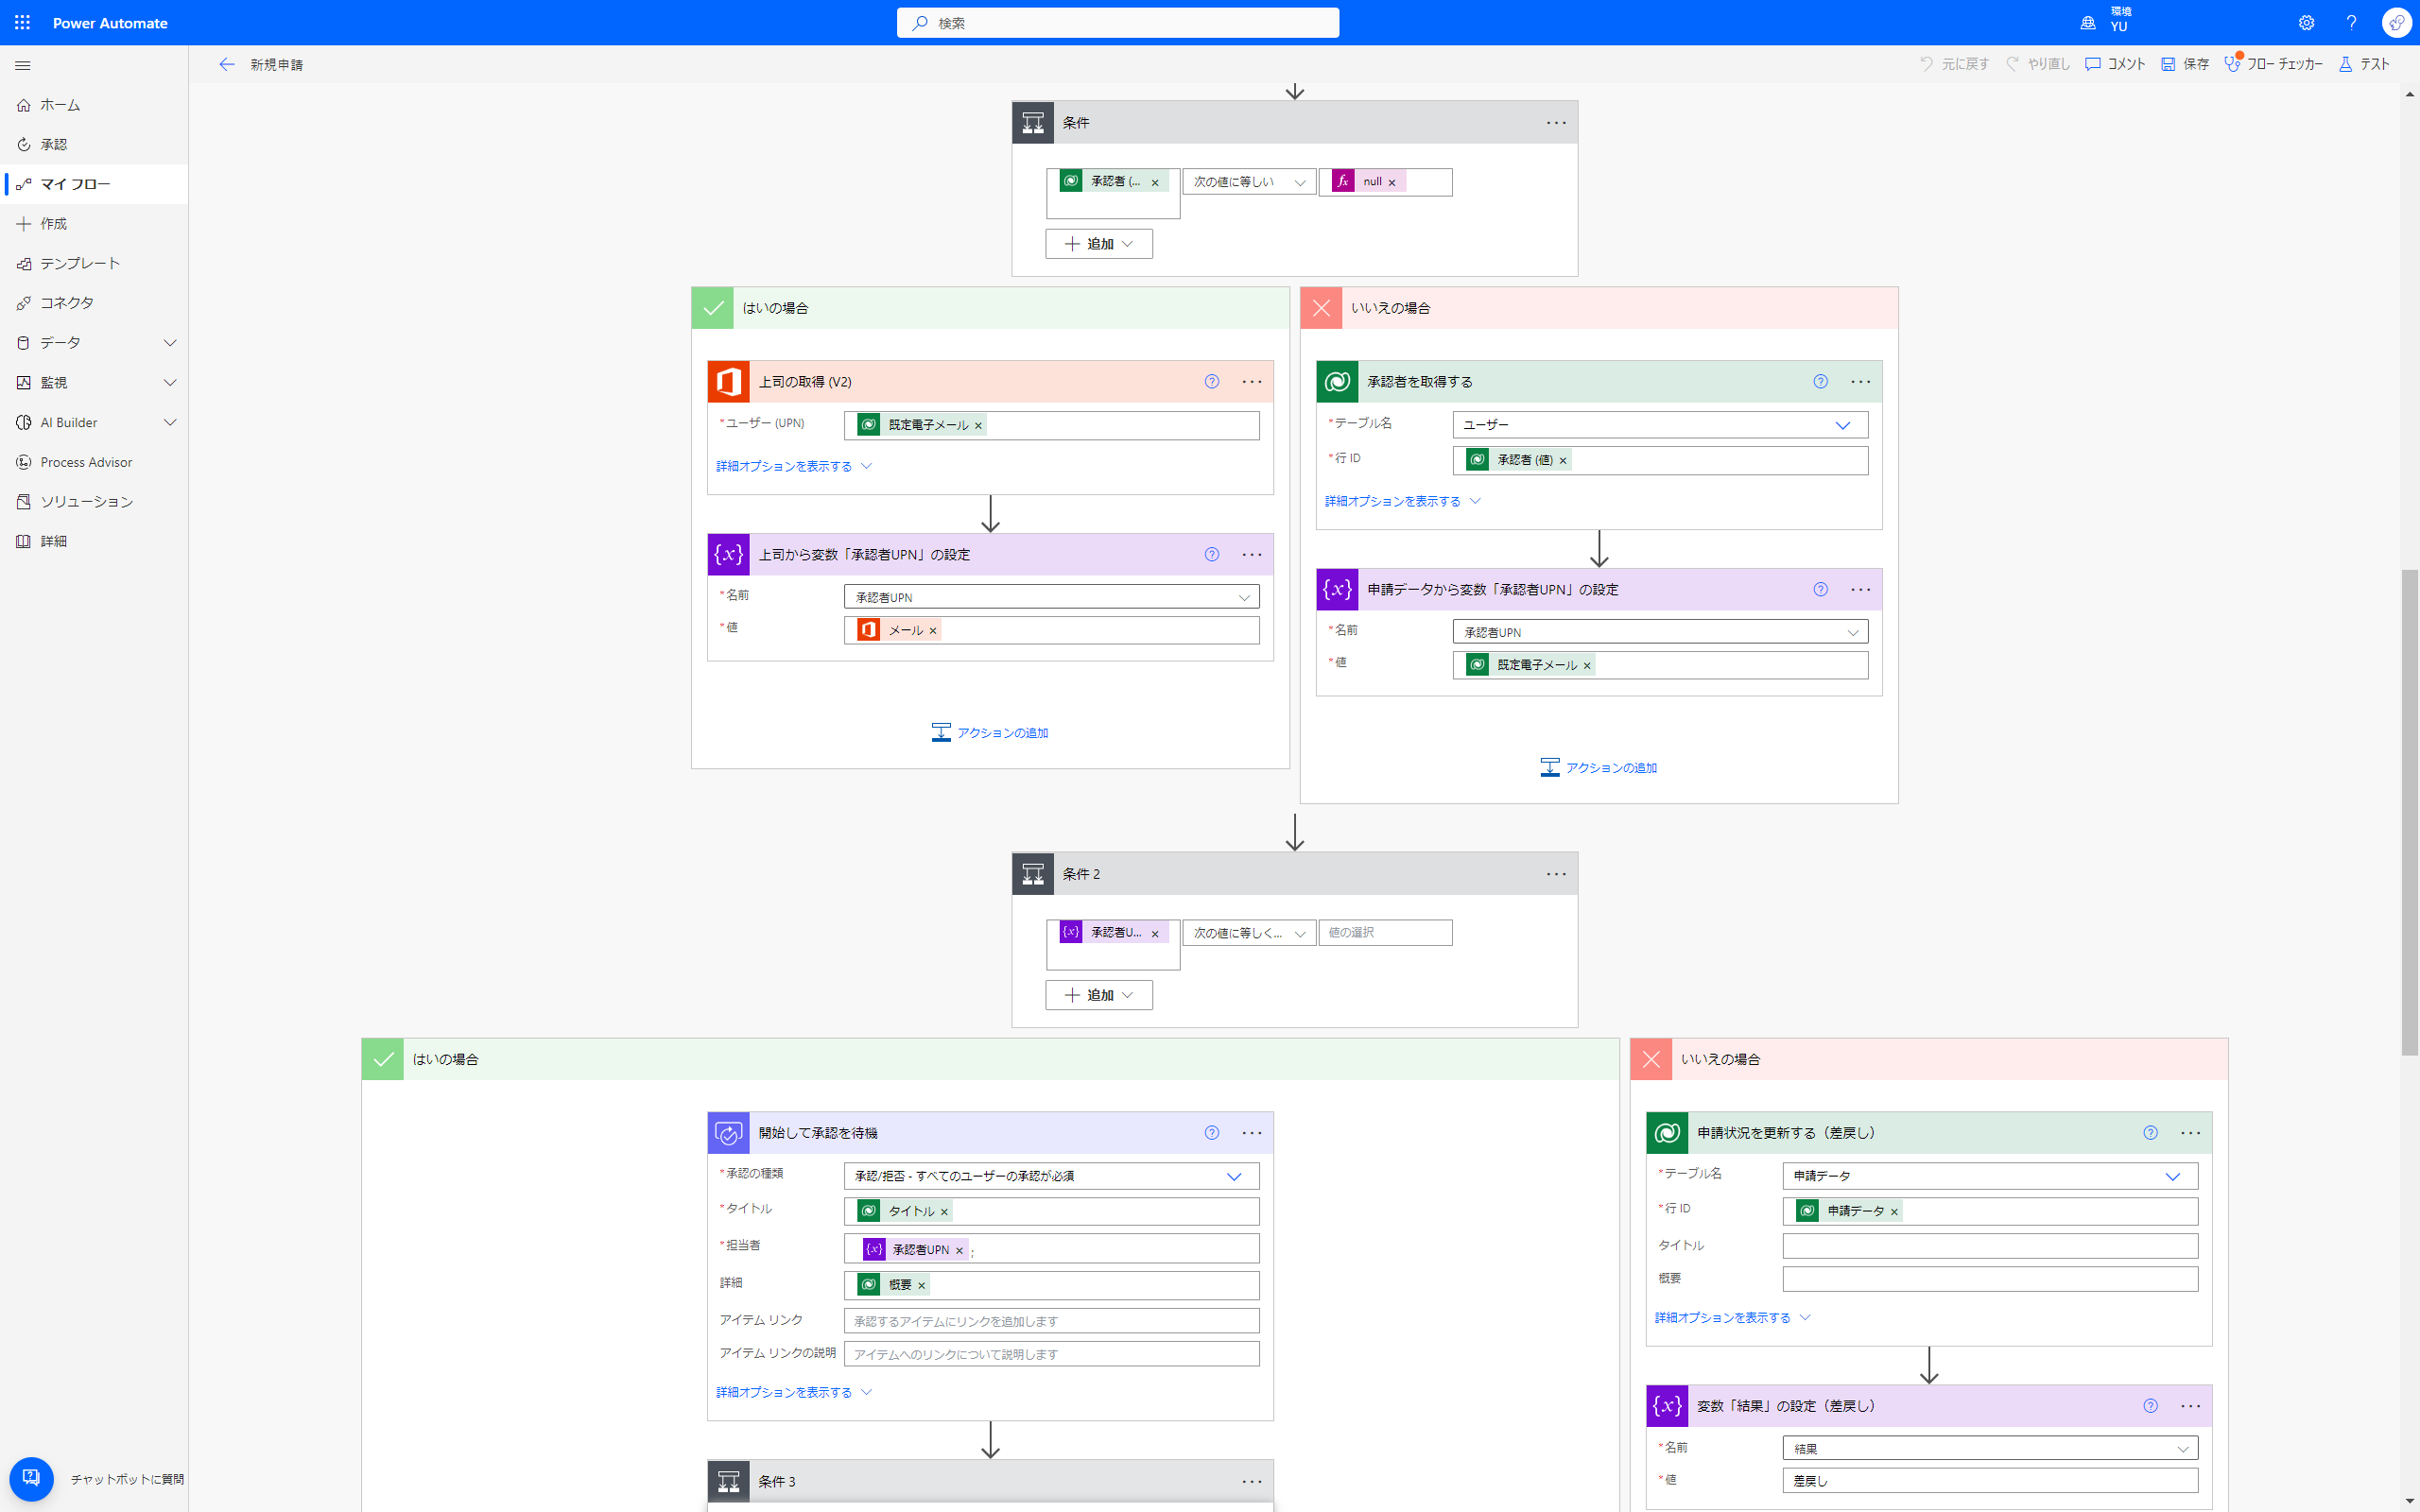 Power Automate
検索
環境
YU
新規申請
元に戻す
やり直し
コメント
保存
フロー チェッカー
テスト
ホーム
承認
マイ フロー
作成
テンプレート
コネクタ
データ
監視
AI Builder
Process Advisor
ソリューション
詳細
チャットボットに質問
条件
承認者 (...
次の値に等しい
null
追加
はいの場合
上司の取得 (V2)
*ユーザー (UPN)
既定電子メール
詳細オプションを表示する
上司から変数「承認者UPN」の設定
*名前
承認者UPN
*値
メール
アクションの追加
いいえの場合
承認者を取得する
*テーブル名
ユーザー
*行 ID
承認者 (値)
詳細オプションを表示する
申請データから変数「承認者UPN」の設定
*名前
承認者UPN
*値
既定電子メール
アクションの追加
条件 2
承認者U...
次の値に等しく...
値の選択
追加
はいの場合
開始して承認を待機
*承認の種類
承認/拒否 - すべてのユーザーの承認が必須
*タイトル
タイトル
*担当者
承認者UPN ;
詳細
概要
アイテム リンク
承認するアイテムにリンクを追加します
アイテム リンクの説明
アイテムへのリンクについて説明します
詳細オプションを表示する
条件 3
いいえの場合
申請状況を更新する（差戻し）
*テーブル名
申請データ
*行 ID
申請データ
タイトル
概要
詳細オプションを表示する
変数「結果」の設定（差戻し）
*名前
結果
*値
差戻し